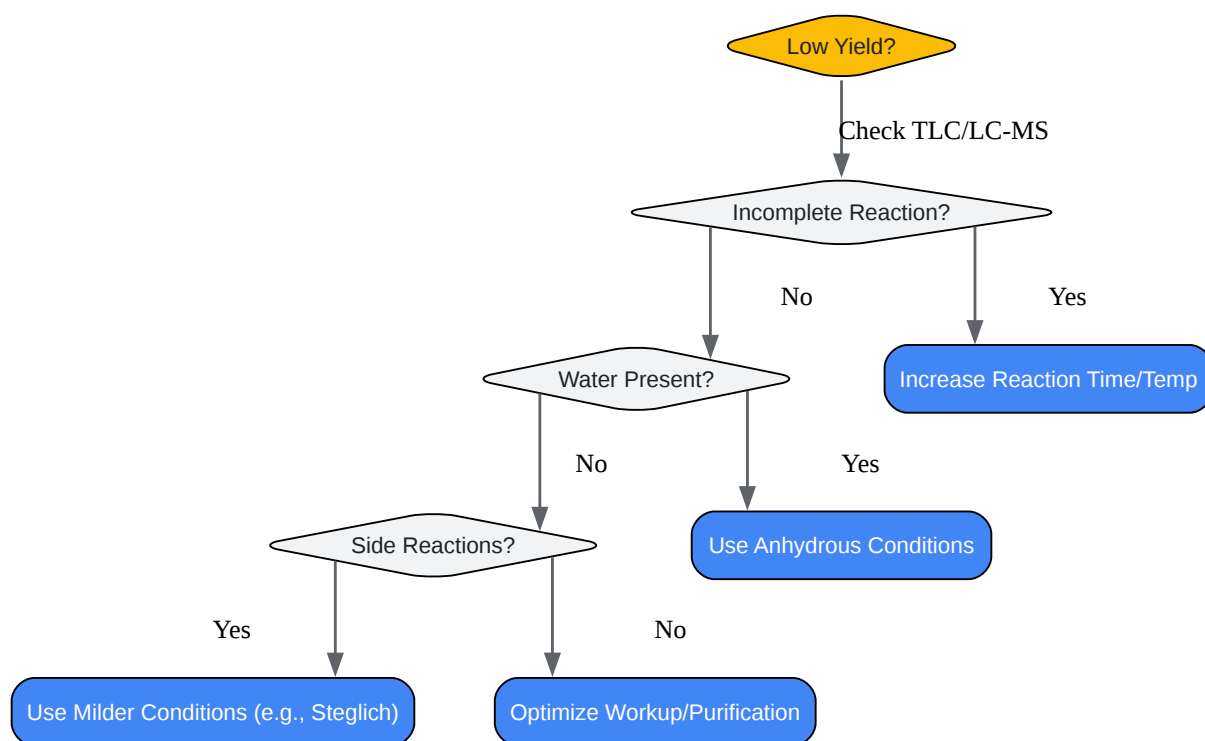 Low Yield?
Check TLC/LC-MS
Incomplete Reaction?
No
Yes
Water Present?
Increase Reaction Time/Temp
No
Yes
Side Reactions?
Use Anhydrous Conditions
Yes
No
Use Milder Conditions (e.g., Steglich)
Optimize Workup/Purification